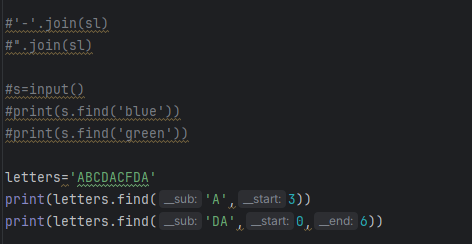 #'-'.join(sl)
#".join(sl)
#s=input()
#print(s.find('blue'))
#print(s.find('green'))
letters='ABCDACFDA'
print(letters.find( __sub: 'A', __start: 3))
print(letters.find( __sub: 'DA', __start: 0, __end: 6))